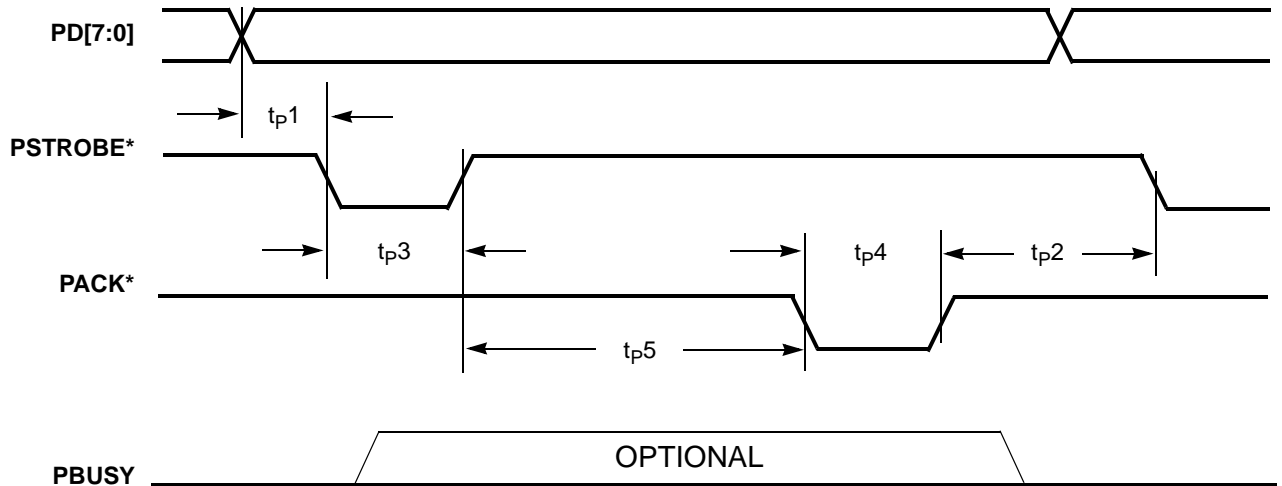 PD[7:0]
tP1
PSTROBE*
tP3
tP4
tP2
PACK*
tP5
OPTIONAL
PBUSY